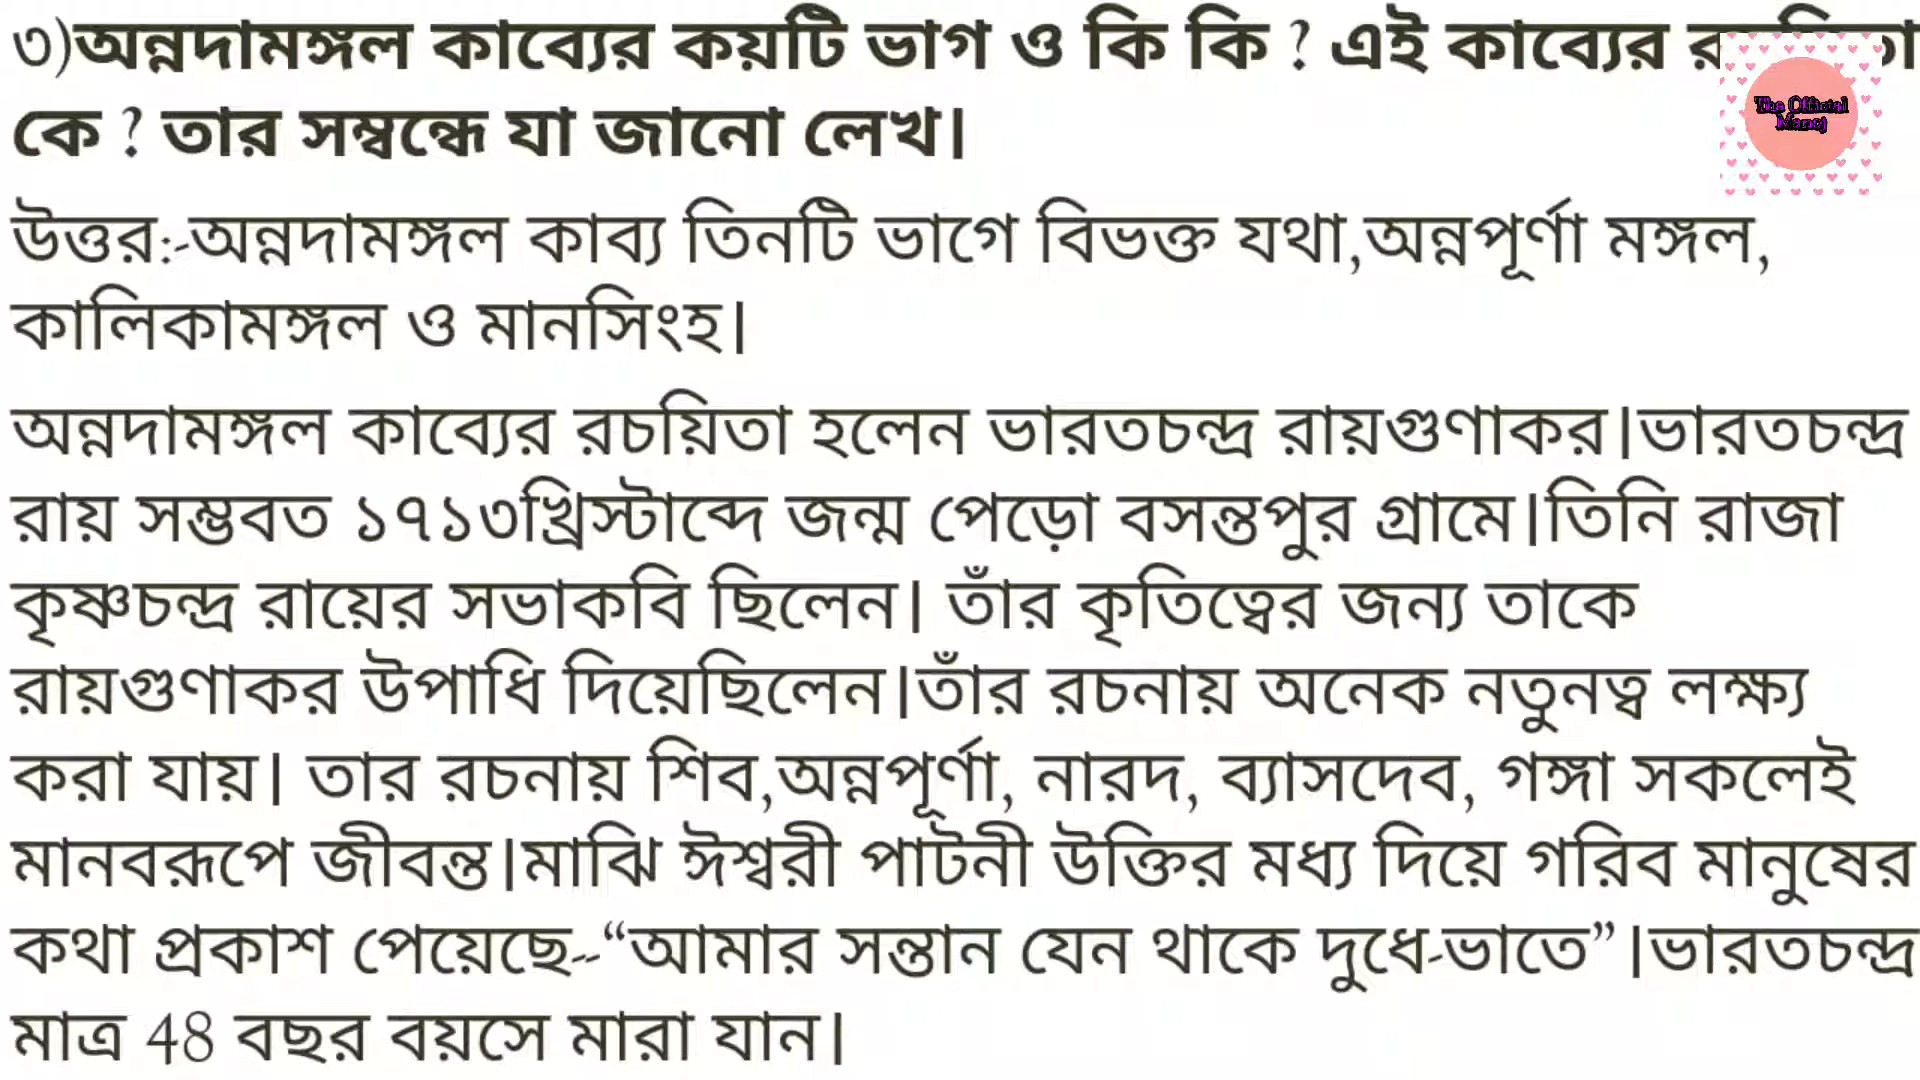 ৩)অন্নদামঙ্গল কাব্যের কয়টি ভাগ ও কি কি ? এই কাব্যের
কে ? তার সম্বন্ধে যা জানো লেখ।
The Official
Manoj
উত্তর:-অন্নদামঙ্গল কাব্য তিনটি ভাগে বিভক্ত যথা,অন্নপূর্ণা মঙ্গল,
কালিকামঙ্গল ও মানসিংহ।
অন্নদামঙ্গল কাব্যের রচয়িতা হলেন ভারতচন্দ্র রায়গুণাকর।ভারতচন্দ্র
রায় সম্ভবত ১৭১৩খ্রিস্টাব্দে জন্ম পেড়ো বসন্তপুর গ্রামে।তিনি রাজা
কৃষ্ণচন্দ্র রায়ের সভাকবি ছিলেন। তাঁর কৃতিত্বের জন্য তাকে
রায়গুণাকর উপাধি দিয়েছিলেন।তাঁর রচনায় অনেক নতুনত্ব লক্ষ্য
করা যায়। তার রচনায় শিব,অন্নপূর্ণা, নারদ, ব্যাসদেব, গঙ্গা সকলেই
মানবরূপে জীবন্ত।মাঝি ঈশ্বরী পাটনী উক্তির মধ্য দিয়ে গরিব মানুষের
কথা প্রকাশ পেয়েছে--“আমার সন্তান যেন থাকে দুধে-ভাতে”।ভারতচন্দ্র
মাত্র 48 বছর বয়সে মারা যান।